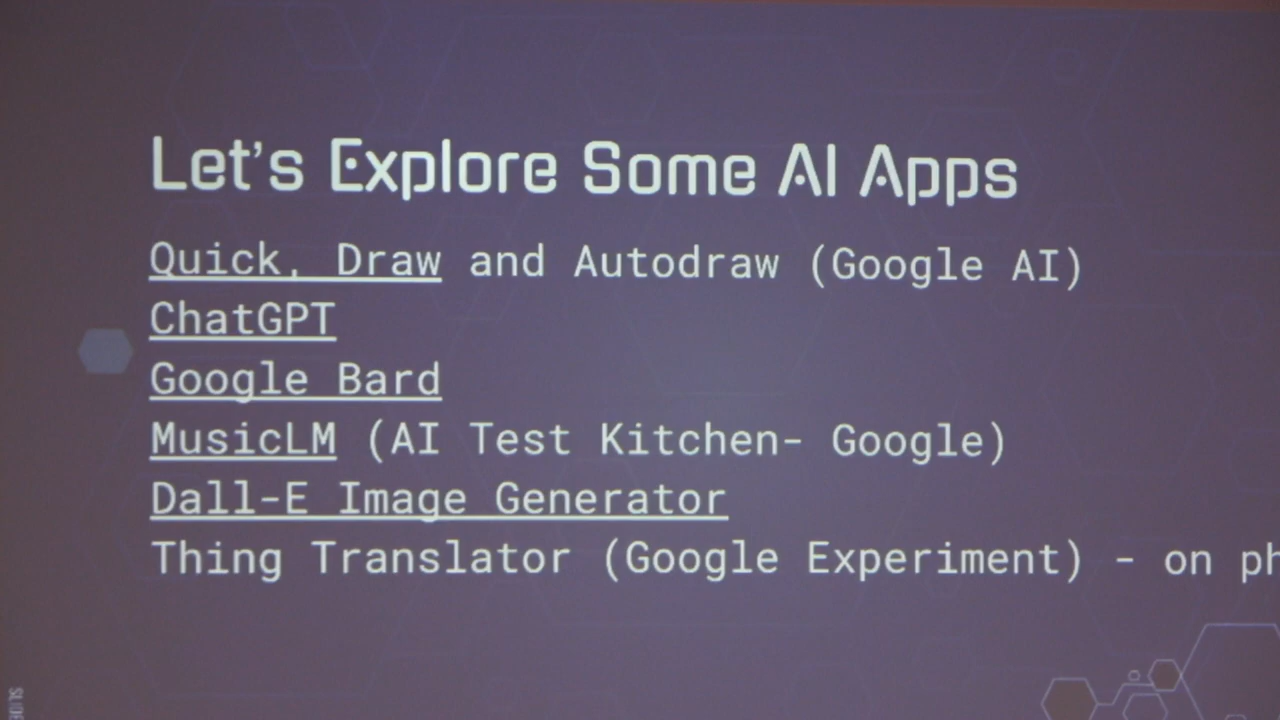 Let's Explore Some AI Apps
Quick, Draw and Autodraw (Google AI)
ChatGPT
Google Bard
MusicLM (AI Test Kitchen- Google)
Dall-E Image Generator
Thing Translator (Google Experiment) - on